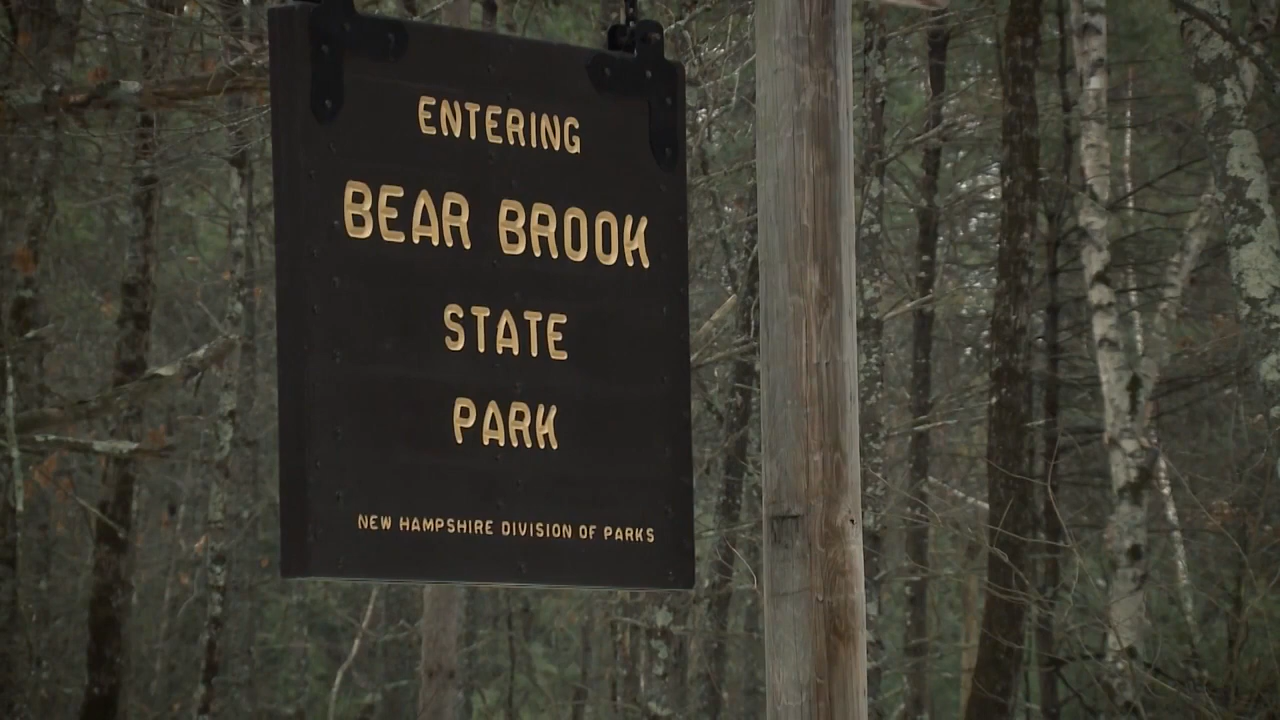 ENTERING
BEAR BROOK
STATE
PARK
NEW HAMPSHIRE DIVISION OF PARKS